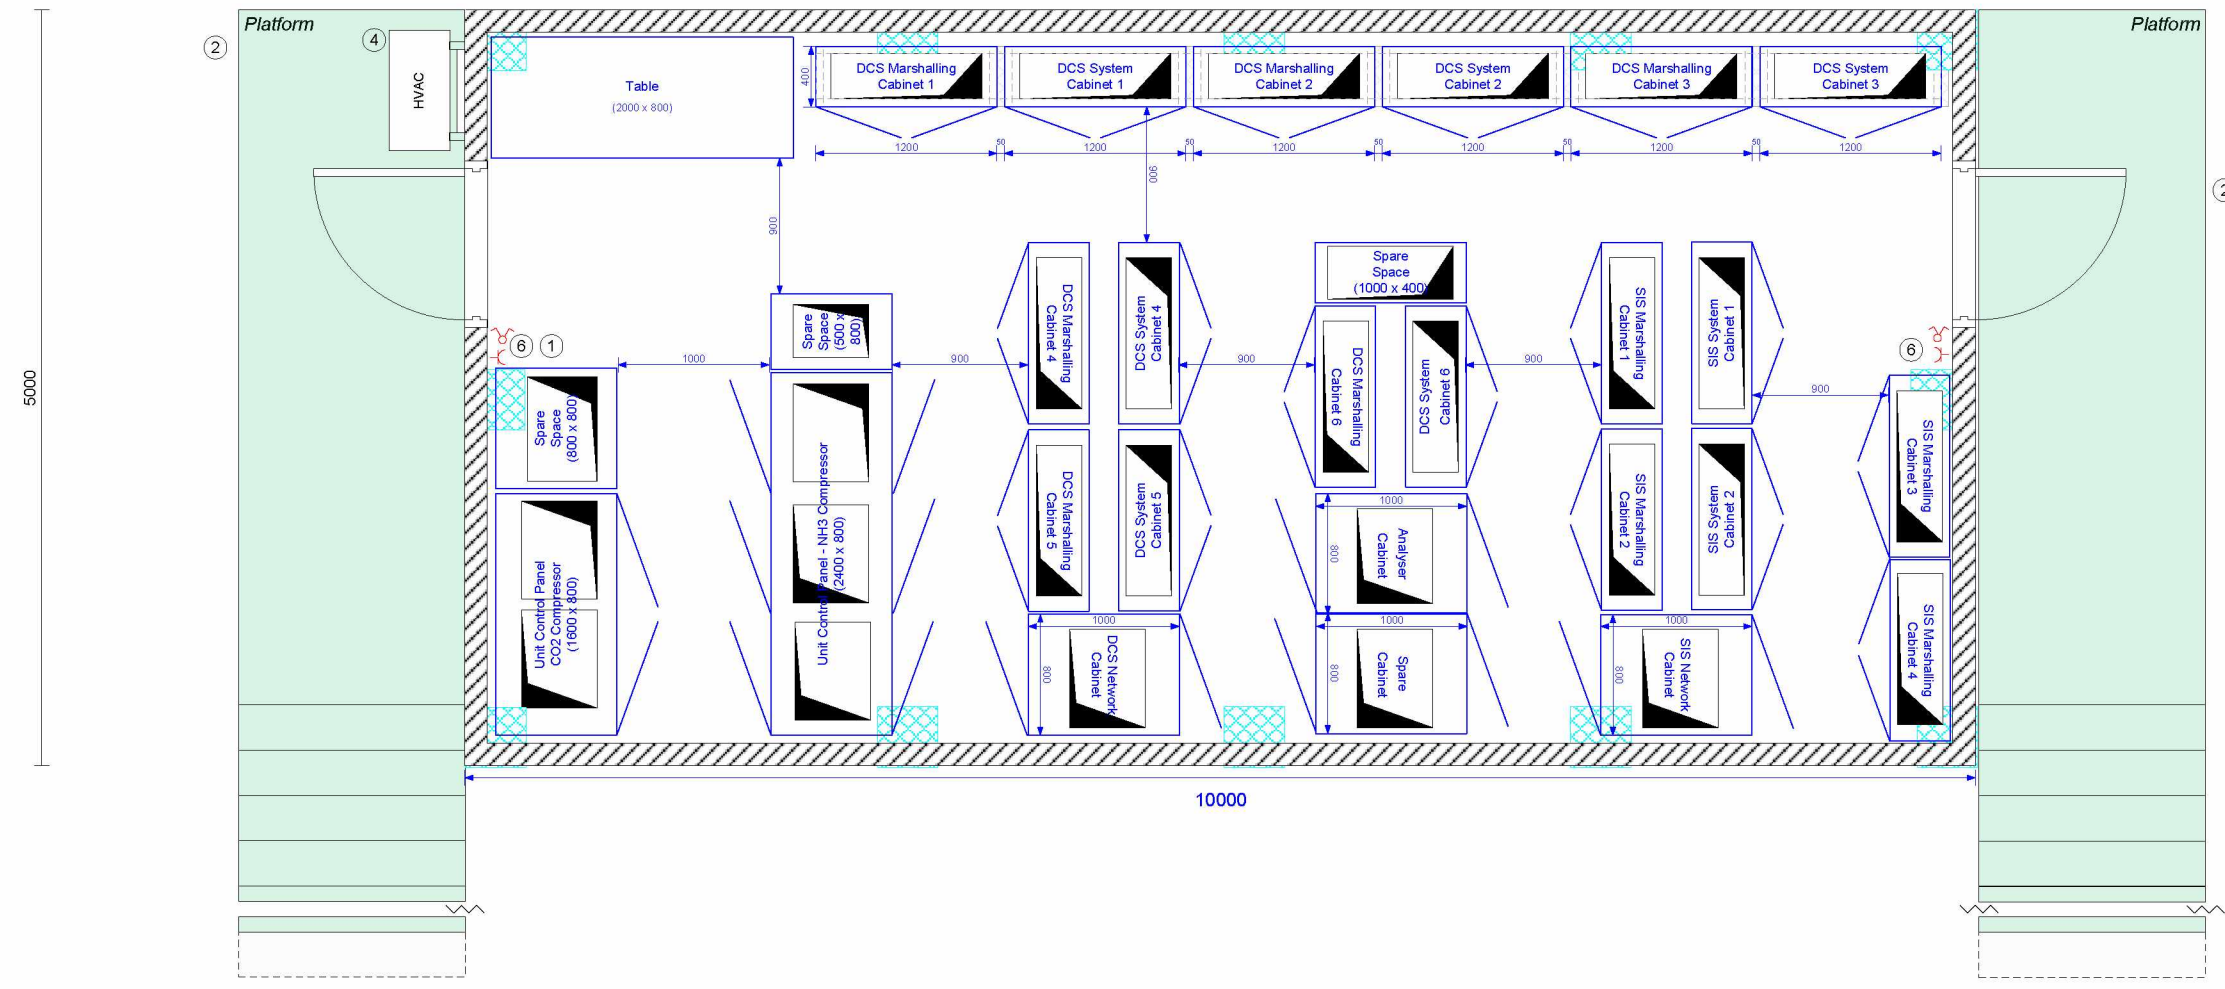 Platform
Platform
2
4
HVAC
Table
(2000 x 800)
400
DCS Marshalling
Cabinet 1
DCS System
Cabinet 1
DCS Marshalling
Cabinet 2
DCS System
Cabinet 2
DCS Marshalling
Cabinet 3
DCS System
Cabinet 3
1200
50
1200
50
1200
50
1200
50
1200
50
1200
900
900
2
5000
6
1
6
Spare
Space
(800 x 800)
1000
Spare
Space
(500 x
800)
900
DCS Marshalling
Cabinet 4
DCS System
Cabinet 4
900
Spare
Space
(1000 x 400)
DCS Marshalling
Cabinet 6
DCS System
Cabinet 6
900
SIS Marshalling
Cabinet 1
SIS System
Cabinet 1
900
SIS Marshalling
Cabinet 3
Unit Control Panel
CO2 Compressor
(1600 x 800)
Unit Control Panel - NH3 Compressor
(2400 x 800)
DCS Marshalling
Cabinet 5
DCS System
Cabinet 5
1000
800
Analyser
Cabinet
SIS Marshalling
Cabinet 2
SIS System
Cabinet 2
SIS Marshalling
Cabinet 4
1000
800
DCS Network
Cabinet
1000
800
Spare
Cabinet
1000
800
SIS Network
Cabinet
10000